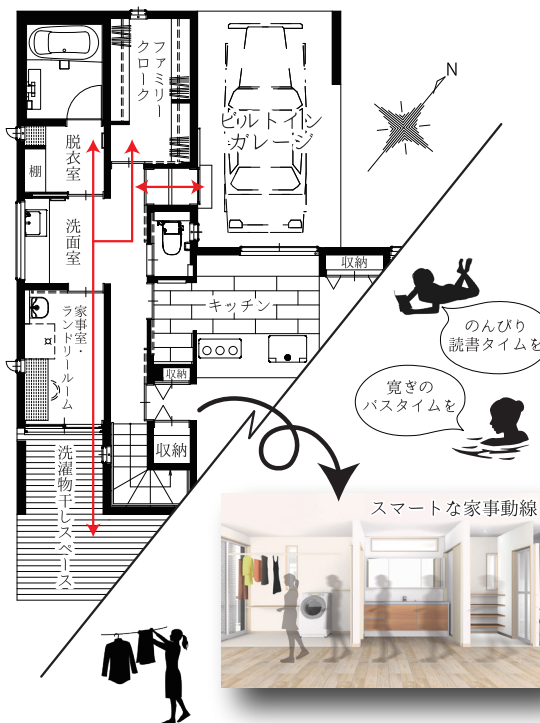 ファミリー
クローク
ビルトイン
ガレージ
N
脱衣室
棚
洗面室
収納
キッチン
家事室・
ランドリールーム
収納
収納
洗濯物干しスペース
のんびり
読書タイムを
寛ぎの
バスタイムを
スマートな家事動線